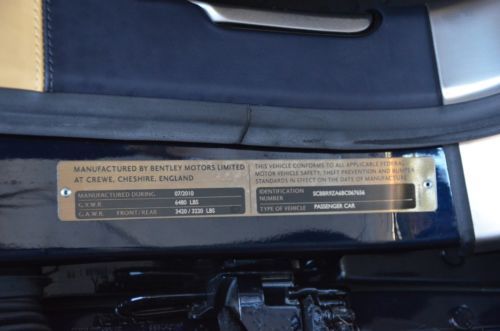 MANUFACTURED BY BENTLEY MOTORS LIMITED
AT CREWE, CHESHIRE, ENGLAND
MANUFACTURED DURING 07/2010
G.V.W.R 6480 LBS
G.A.W.R. FRONT/REAR 3420 / 3230 LBS
THIS VEHICLE CONFORMS TO ALL APPLICABLE FEDERAL
MOTOR VEHICLE SAFETY, THEFT PREVENTION AND BUMPER
STANDARDS IN EFFECT ON THE DATE OF MANUFACTURE.
IDENTIFICATION
NUMBER
TYPE OF VEHICLE PASSENGER CAR